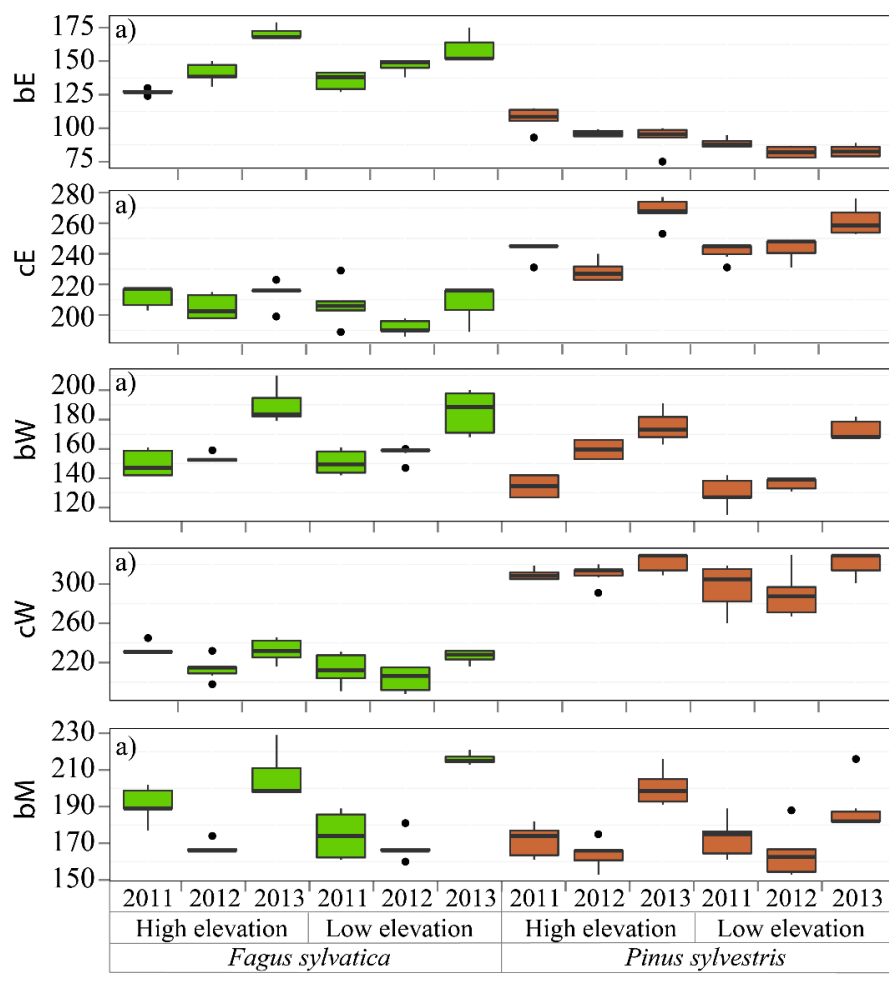 a)
bE
175
150
125
100
75
a)
cE
280
260
240
220
200
a)
bW
200
180
160
140
120
a)
cW
300
260
220
a)
bM
230
210
190
170
150
2011 2012 2013 2011 2012 2013 2011 2012 2013 2011 2012 2013
High elevation Low elevation High elevation Low elevation
Fagus sylvatica Pinus sylvestris